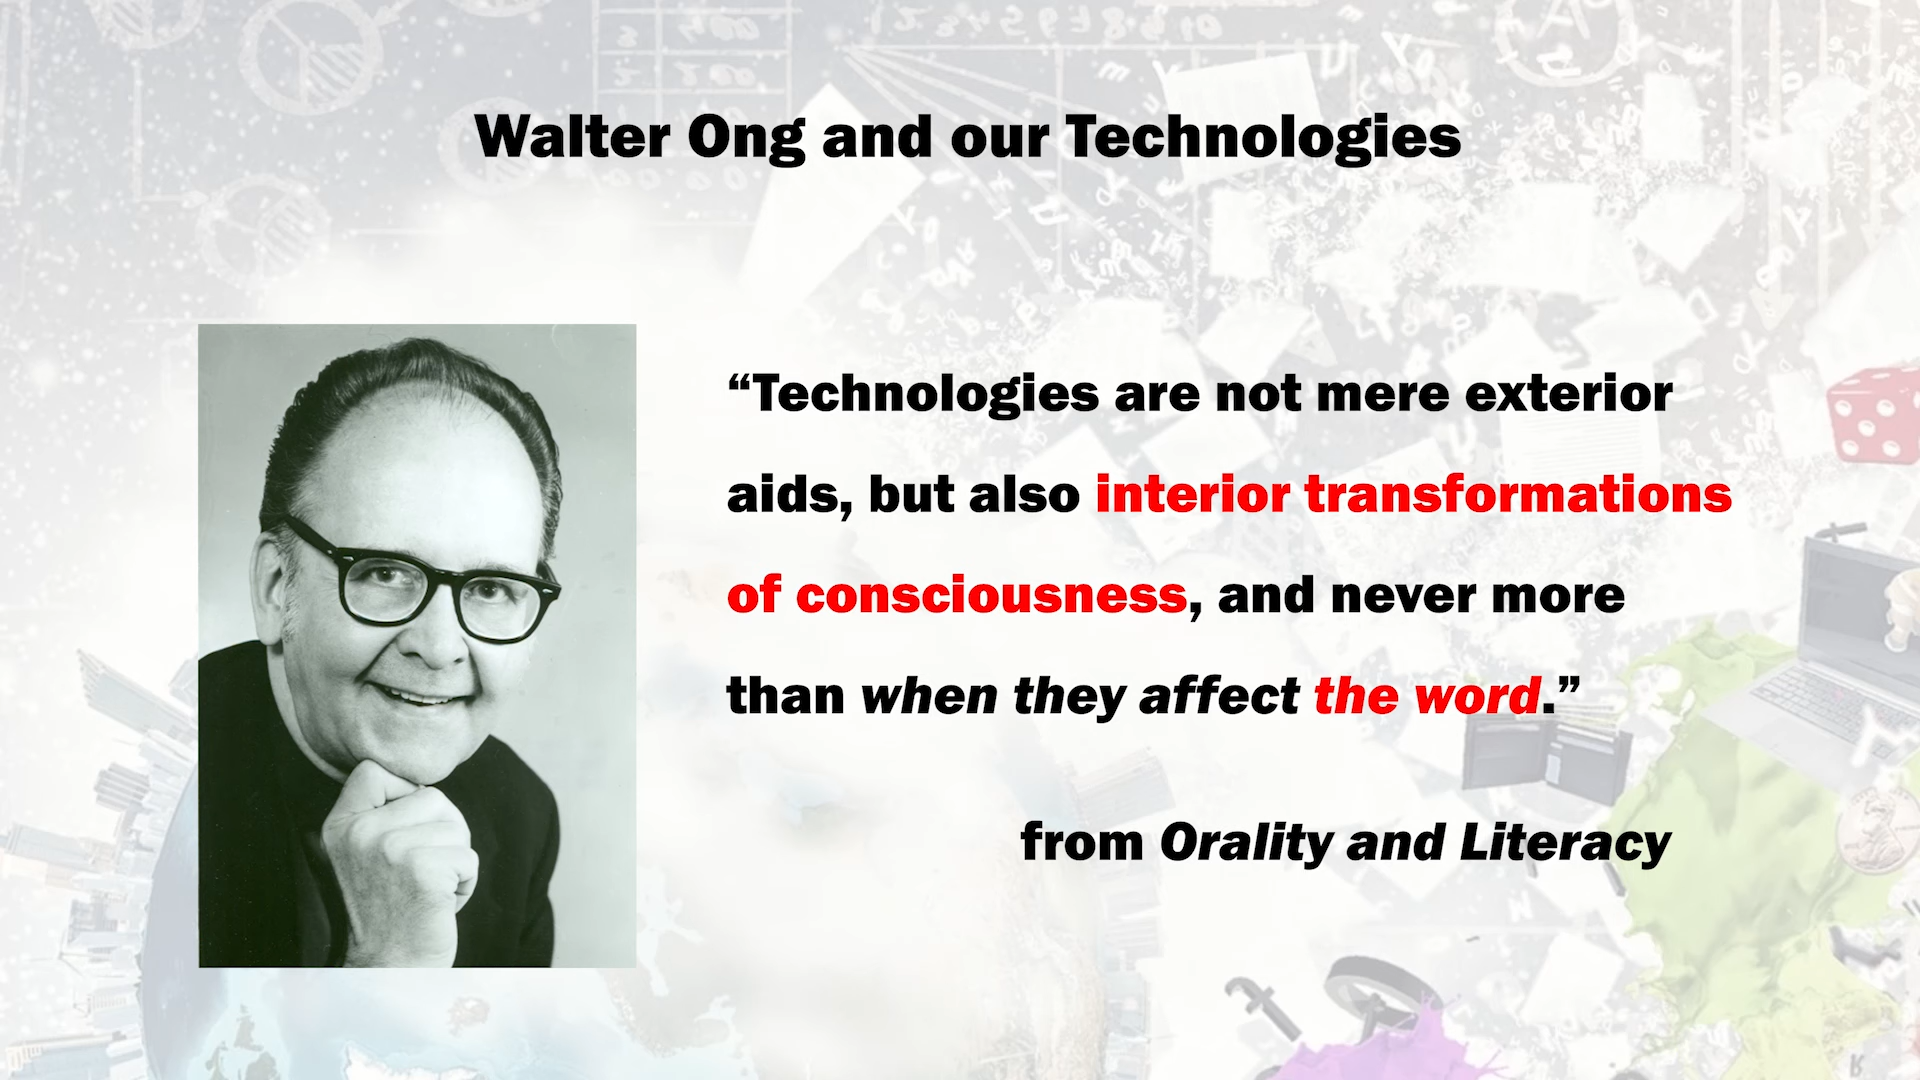 Walter Ong and our Technologies
“Technologies are not mere exterior
aids, but also interior transformations
of consciousness, and never more
than when they affect the word.”
from Orality and Literacy